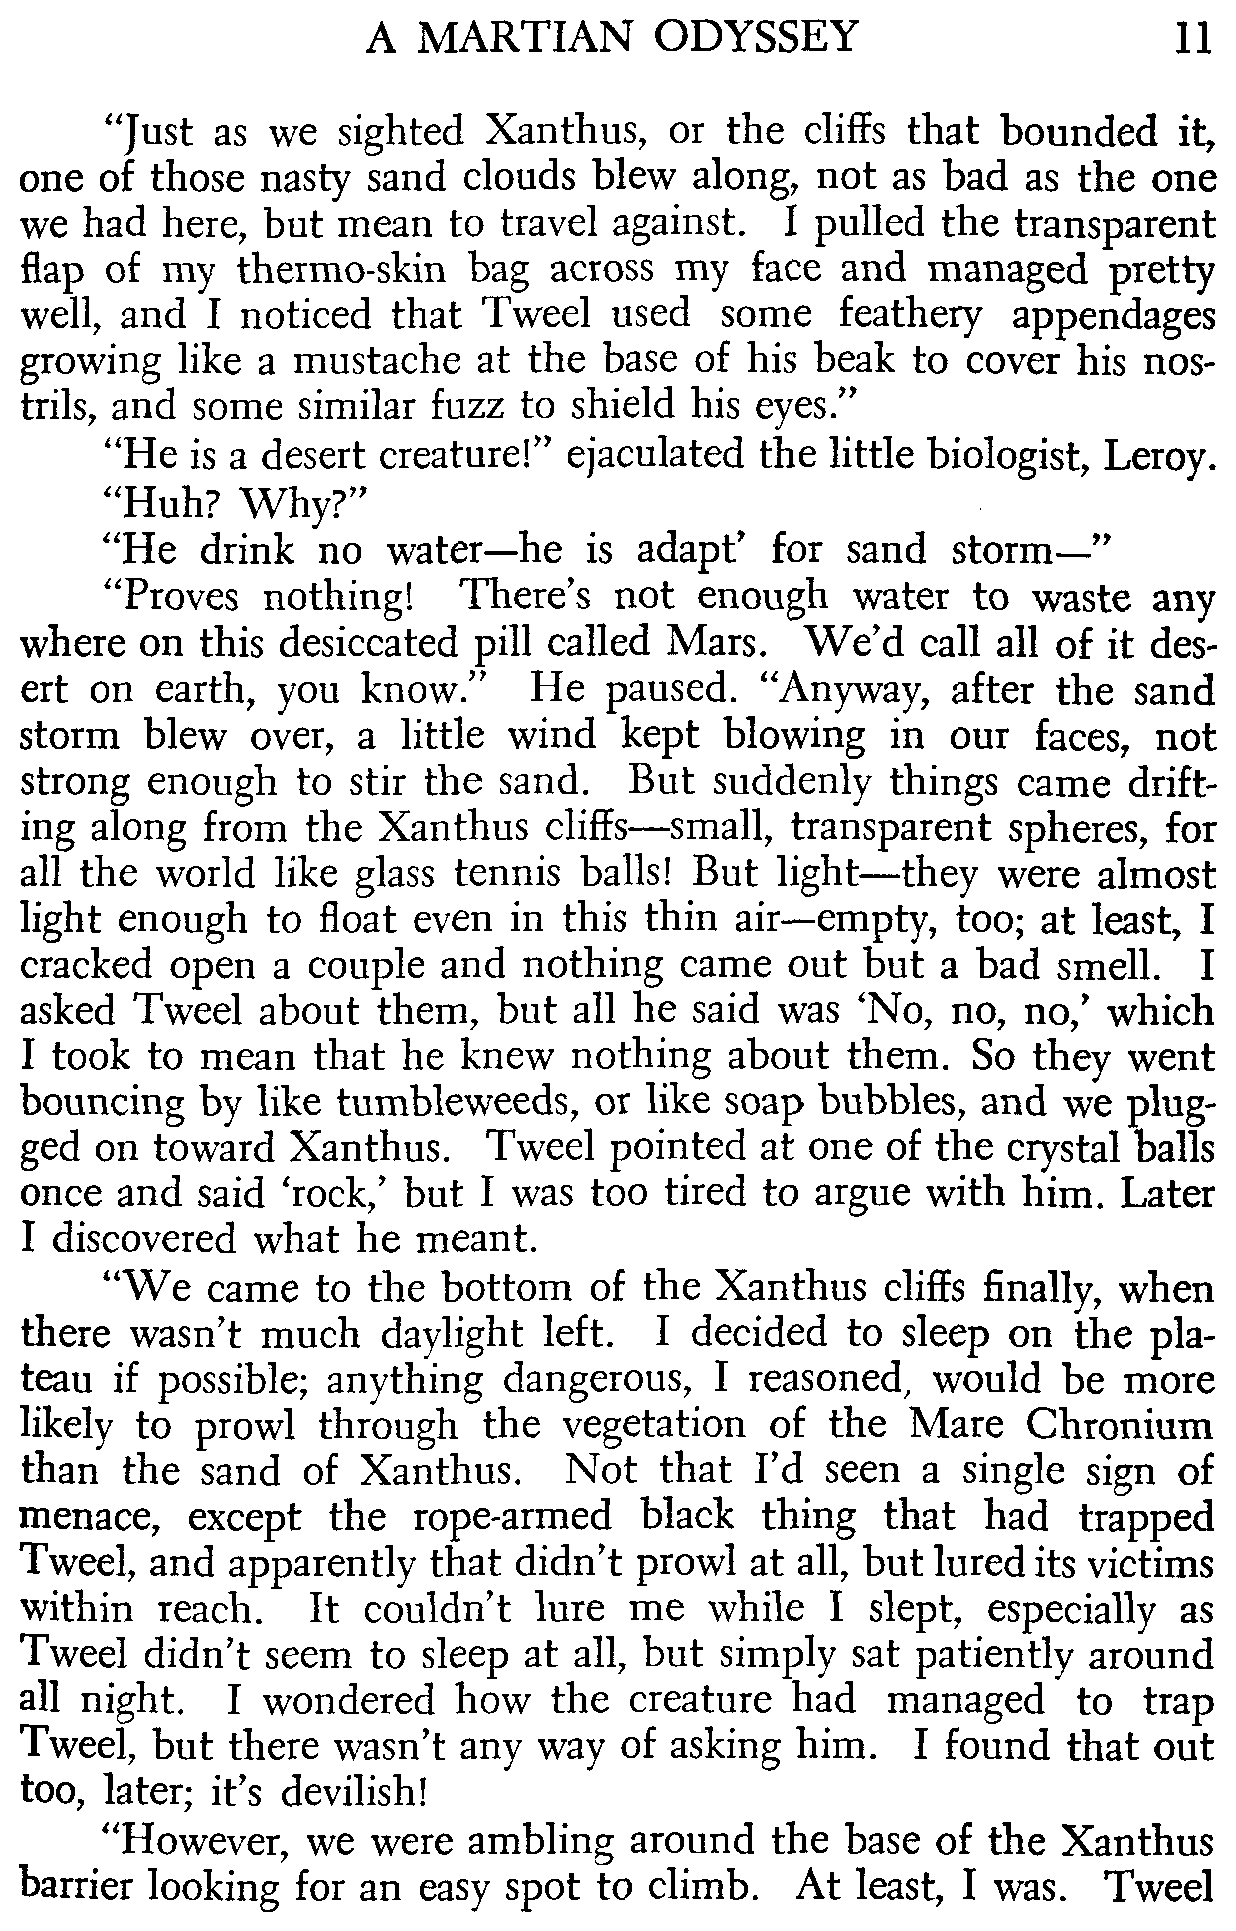 A MARTIAN ODYSSEY 11
“Just as we sighted Xanthus, or the cliffs that bounded it,
one of those nasty sand clouds blew along, not as bad as the one
we had here, but mean to travel against. I pulled the transparent
flap of my thermo-skin bag across my face and managed pretty
well, and I noticed that Tweel used some feathery appendages
growing like a mustache at the base of his beak to cover his nos-
trils, and some similar fuzz to shield his eyes.”
“He is a desert creature!” ejaculated the little biologist, Leroy.
“Huh? Why?”
“He drink no water—he is adapt’ for sand storm—”
“Proves nothing! There’s not enough water to waste any
where on this desiccated pill called Mars. We’d call all of it des-
ert on earth, you know.” He paused. “Anyway, after the sand
storm blew over, a little wind kept blowing in our faces, not
strong enough to stir the sand. But suddenly things came drift-
ing along from the Xanthus cliffs—small, transparent spheres, for
all the world like glass tennis balls! But light—they were almost
light enough to float even in this thin air—empty, too; at least, I
cracked open a couple and nothing came out but a bad smell. I
asked Tweel about them, but all he said was ‘No, no, no,’ which
I took to mean that he knew nothing about them. So they went
bouncing by like tumbleweeds, or like soap bubbles, and we plug-
ged on toward Xanthus. Tweel pointed at one of the crystal balls
once and said ‘rock,’ but I was too tired to argue with him. Later
I discovered what he meant.
“We came to the bottom of the Xanthus cliffs finally, when
there wasn’t much daylight left. I decided to sleep on the pla-
teau if possible; anything dangerous, I reasoned, would be more
likely to prowl through the vegetation of the Mare Chronium
than the sand of Xanthus. Not that I’d seen a single sign of
menace, except the rope-armed black thing that had trapped
Tweel, and apparently that didn’t prowl at all, but lured its victims
within reach. It couldn’t lure me while I slept, especially as
Tweel didn’t seem to sleep at all, but simply sat patiently around
all night. I wondered how the creature had managed to trap
Tweel, but there wasn’t any way of asking him. I found that out
too, later; it’s devilish!
“However, we were ambling around the base of the Xanthus
barrier looking for an easy spot to climb. At least, I was. Tweel